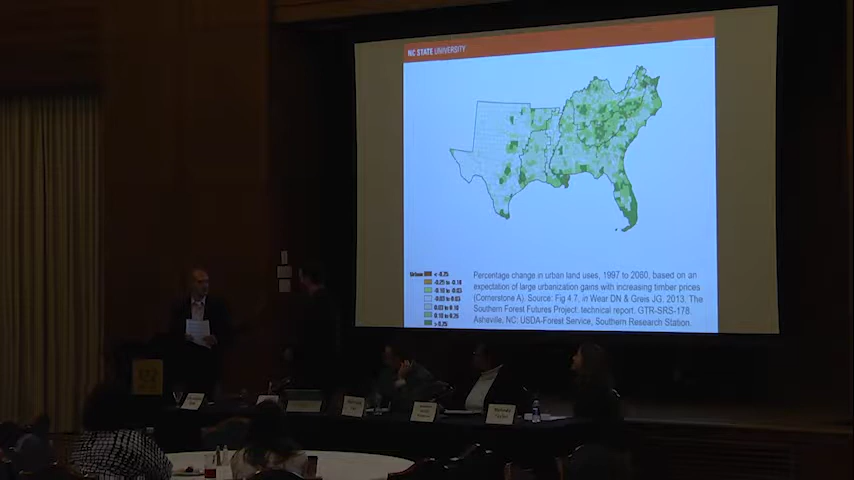 NC STATE UNIVERSITY
Percentage change in urban land uses, 1997 to 2060, based on an
expectation of large urbanization gains with increasing timber prices
(Cornerstone A). Source: Fig 4.7, in Wear DN & Greis JG. 2013. The
Southern Forest Futures Project: technical report. GTR-SRS-178.
Asheville, NC: USDA-Forest Service, Southern Research Station.
Urban < -0.25
-0.25 to -0.10
-0.10 to -0.03
-0.03 to 0.03
0.03 to 0.10
0.10 to 0.25
> 0.25